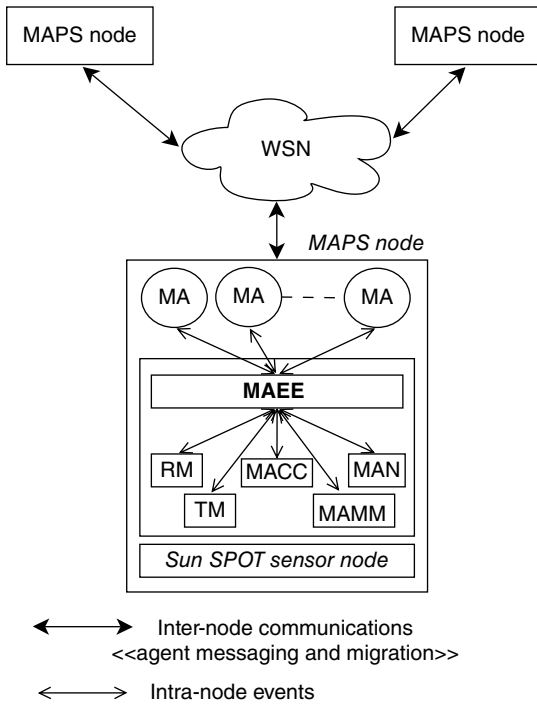 MAPS node
MAPS node
WSN
MAPS node
MA
MA
MA
MAEE
RM
MACC
MAN
TM
MAMM
Sun SPOT sensor node
Inter-node communications
<<agent messaging and migration>>
Intra-node events